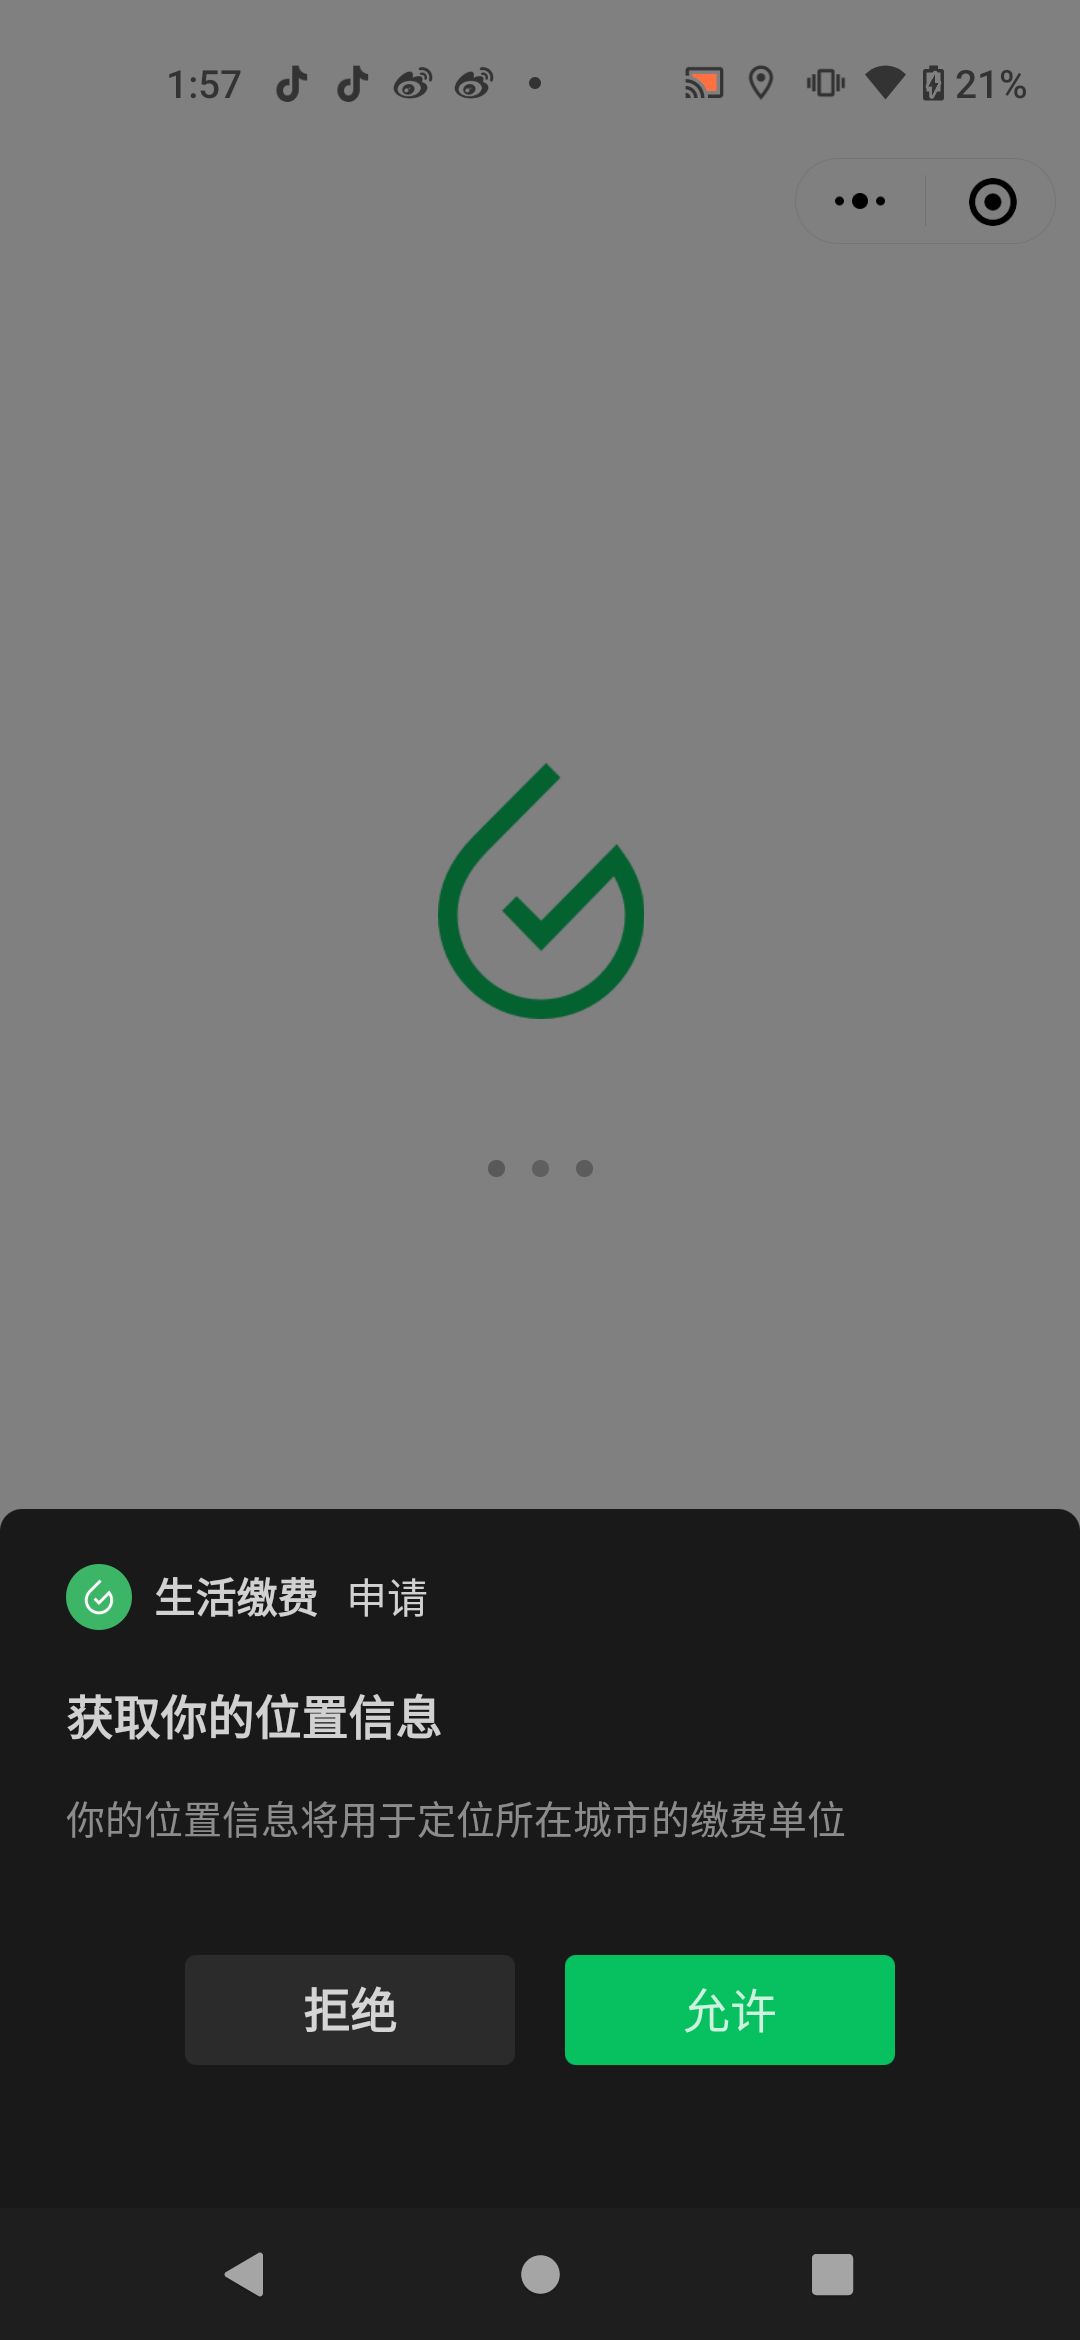 1:57
21%
生活缴费 申请
获取你的位置信息
你的位置信息将用于定位所在城市的缴费单位
拒绝
允许